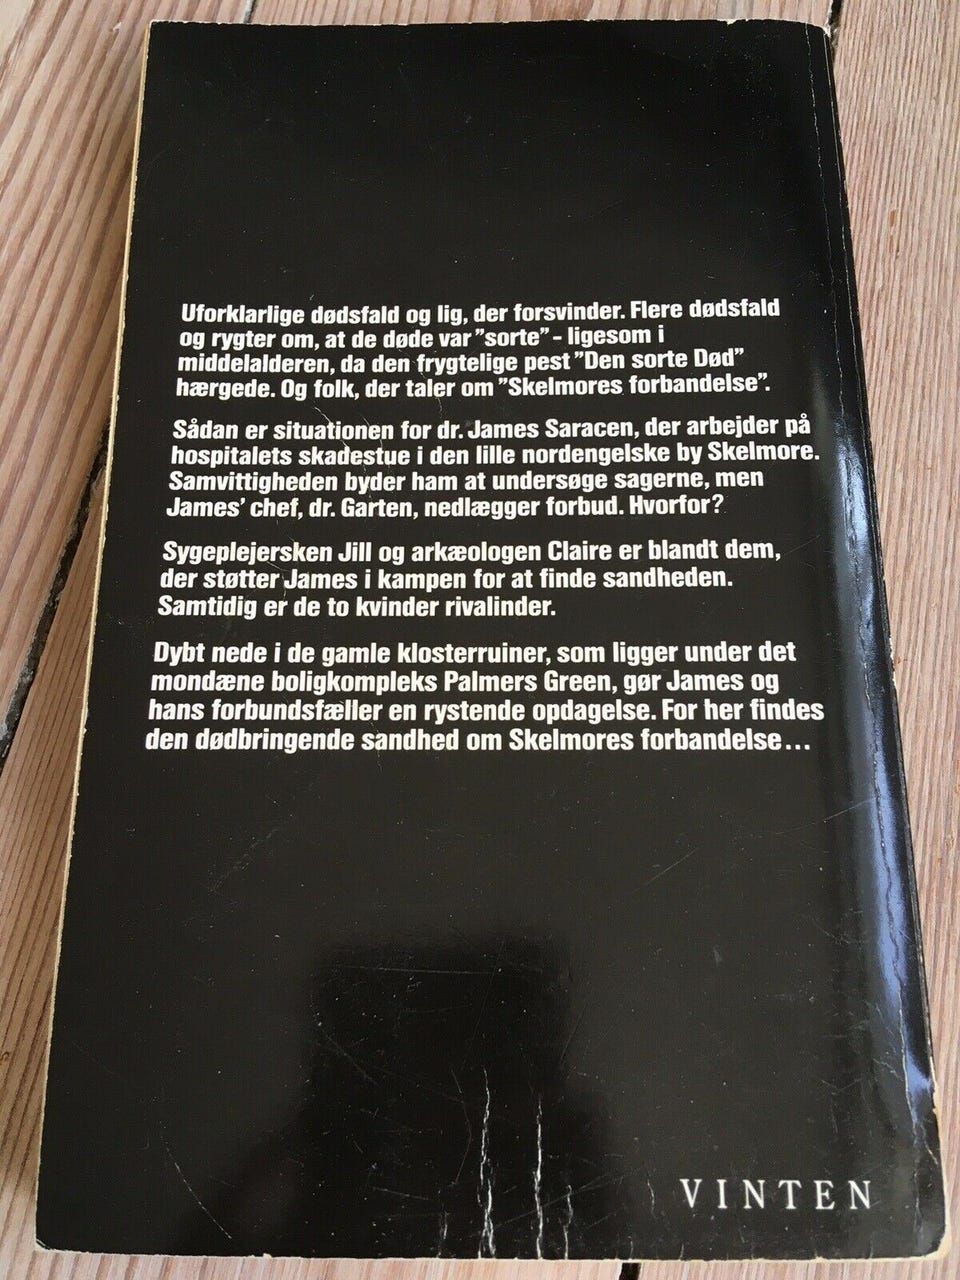 Uforklarlige dødsfald og lig, der forsvinder. Flere dødsfald
og rygter om, at de døde var ”sorte” - ligesom i
middelalderen, da den frygtelige pest ”Den sorte Død”
hærgede. Og folk, der taler om ”Skelmores forbandelse”.
Sådan er situationen for dr. James Saracen, der arbejder på
hospitalets skadestue i den lille nordengelske by Skelmore.
Samvittigheden byder ham at undersøge sagerne, men
James’ chef, dr. Garten, nedlægger forbud. Hvorfor?
Sygeplejersken Jill og arkæologen Claire er blandt dem,
der støtter James i kampen for at finde sandheden.
Samtidig er de to kvinder rivalinder.
Dybt nede i de gamle klosterruiner, som ligger under det
mondæne boligkompleks Palmers Green, gør James og
hans forbundsfæller en rystende opdagelse. For her findes
den dødbringende sandhed om Skelmores forbandelse...
VINTEN